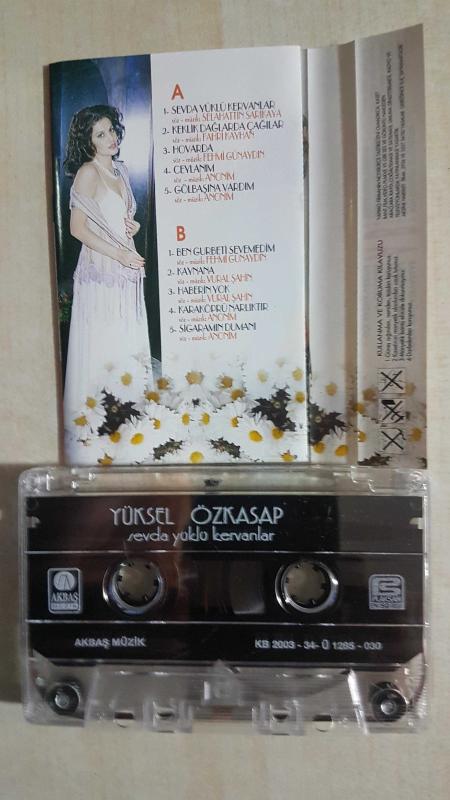 A
1- SEVDA YÜKLÜ KERVANLAR
söz - müzik: SELAHATTİN SARIKAYA
2- KEKLİK DAĞLARDA ÇAĞILAR
söz - müzik: FAHRİ KAYHAN
3- HOVARDA
söz - müzik: FEHMİ GÜNAYDIN
4- CEYLANIM
söz - müzik: ANONİM
5- GÖLBAŞINA VARDIM
söz - müzik: ANONİM
B
1- BEN GURBETİ SEVEMEDİM
söz - müzik: FEHMİ GÜNAYDIN
2- KAYNANA
söz - müzik: VURAL ŞAHİN
3- HABERİN YOK
söz - müzik: VURAL ŞAHİN
4- KARAKÖPRÜ NARLIKTIR
söz - müzik: ANONİM
5- SİGARAMIN DUMANI
söz - müzik: ANONİM
KULLANMA VE KORUMA KILAVUZU
YÜKSEL ÖZKASAP
sevda yüklü kervanlar
AKBAŞ
AKBAŞ MÜZİK
KB 2003 - 34- Ü 1285 - 030